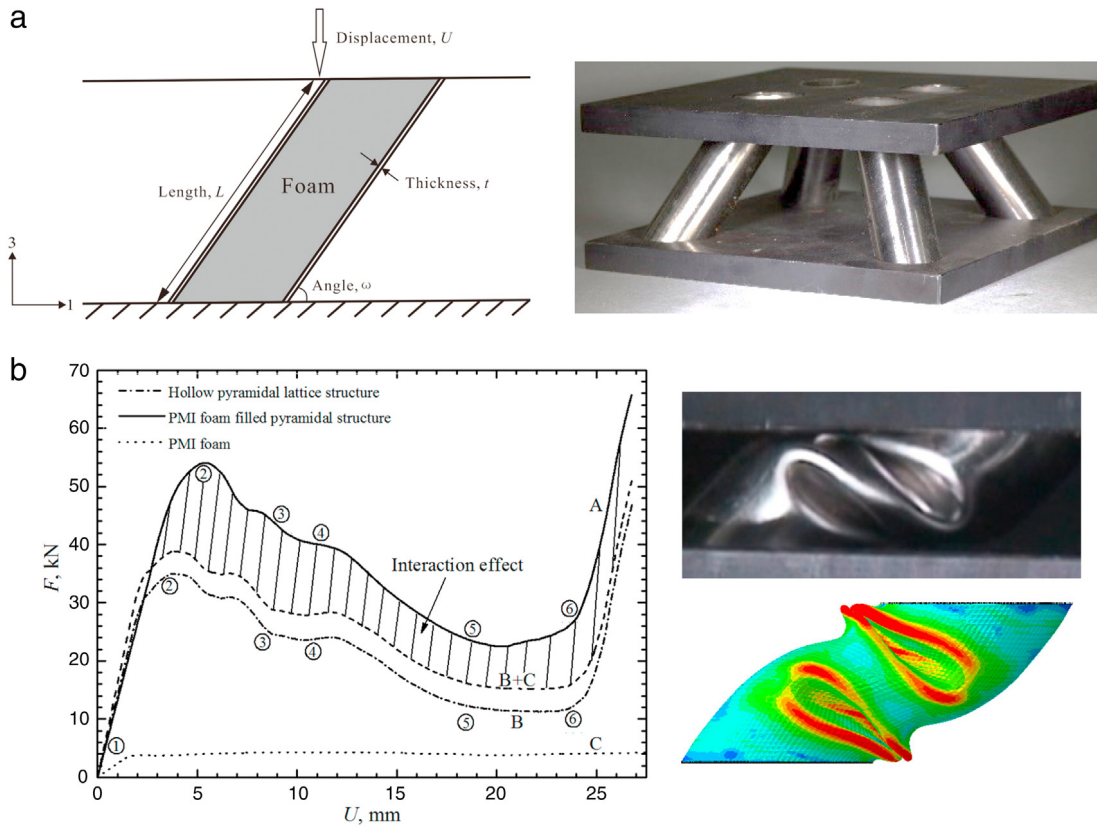 a
Displacement, U
Length, L
Foam
Thickness, t
3
1
Angle, ω
b
70
60
50
40
30
20
10
0
F, kN
Hollow pyramidal lattice structure
PMI foam filled pyramidal structure
PMI foam
②
③
④
A
Interaction effect
②
③
④
⑤
⑥
B+C
⑤
B
⑥
①
C
0
5
10
15
20
25
U, mm